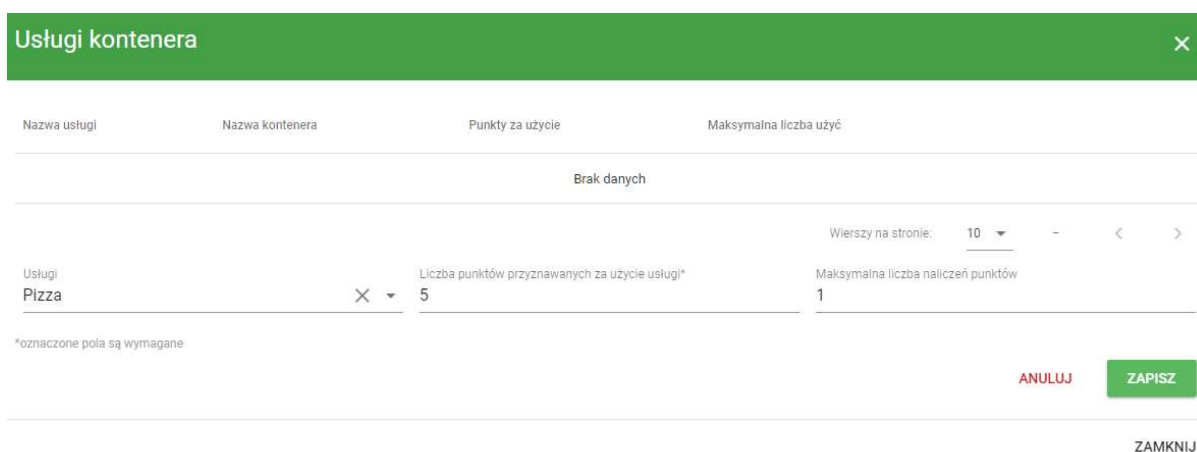 Usługi kontenera
Nazwa usługi Nazwa kontenera Punkty za użycie Maksymalna liczba użyć
Brak danych
Wierszy na stronie: 10 –
Usługi Liczba punktów przyznawanych za użycie usługi* Maksymalna liczba naliczeń punktów
Pizza 5 1
*oznaczone pola są wymagane
ANULUJ ZAPISZ
ZAMKNIJ